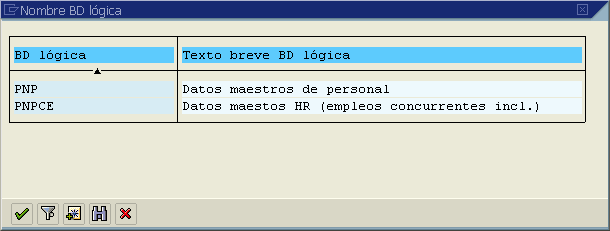 Nombre BD lógica
BD lógica Texto breve BD lógica
PNP Datos maestros de personal
PNPCE Datos maestos HR (empleos concurrentes incl.)